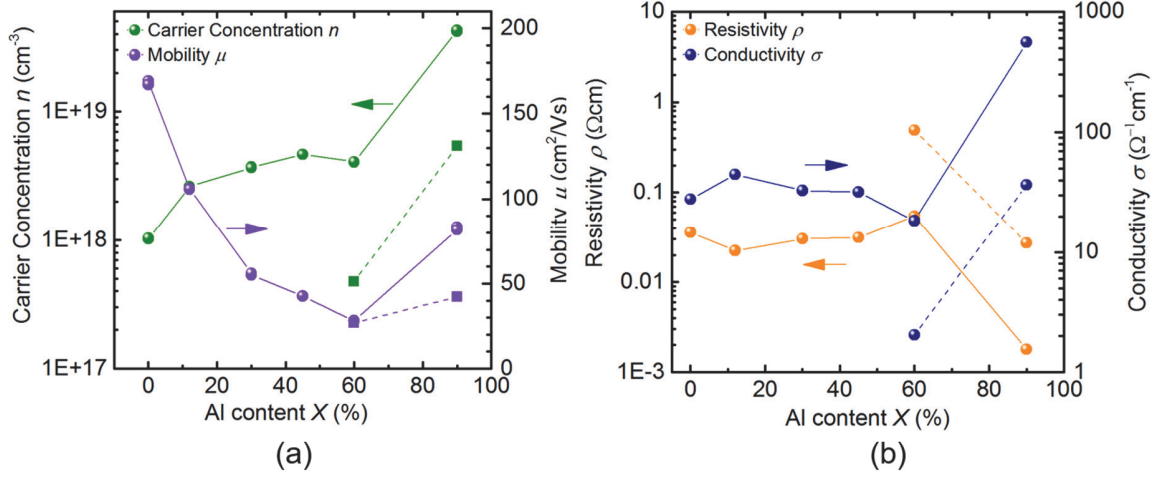 Carrier Concentration n
Mobility μ
Carrier Concentration n (cm-3)
1E+19
1E+18
1E+17
200
150
100
50
0
Mobility μ (cm2/Vs)
0 20 40 60 80 100
Al content X (%)
(a)
Resistivity ρ
Conductivity σ
Resistivity ρ (Ωcm)
10
1
0.1
0.01
1E-3
1000
100
10
1
Conductivity σ (Ω−1cm-1)
0 20 40 60 80 100
Al content X (%)
(b)